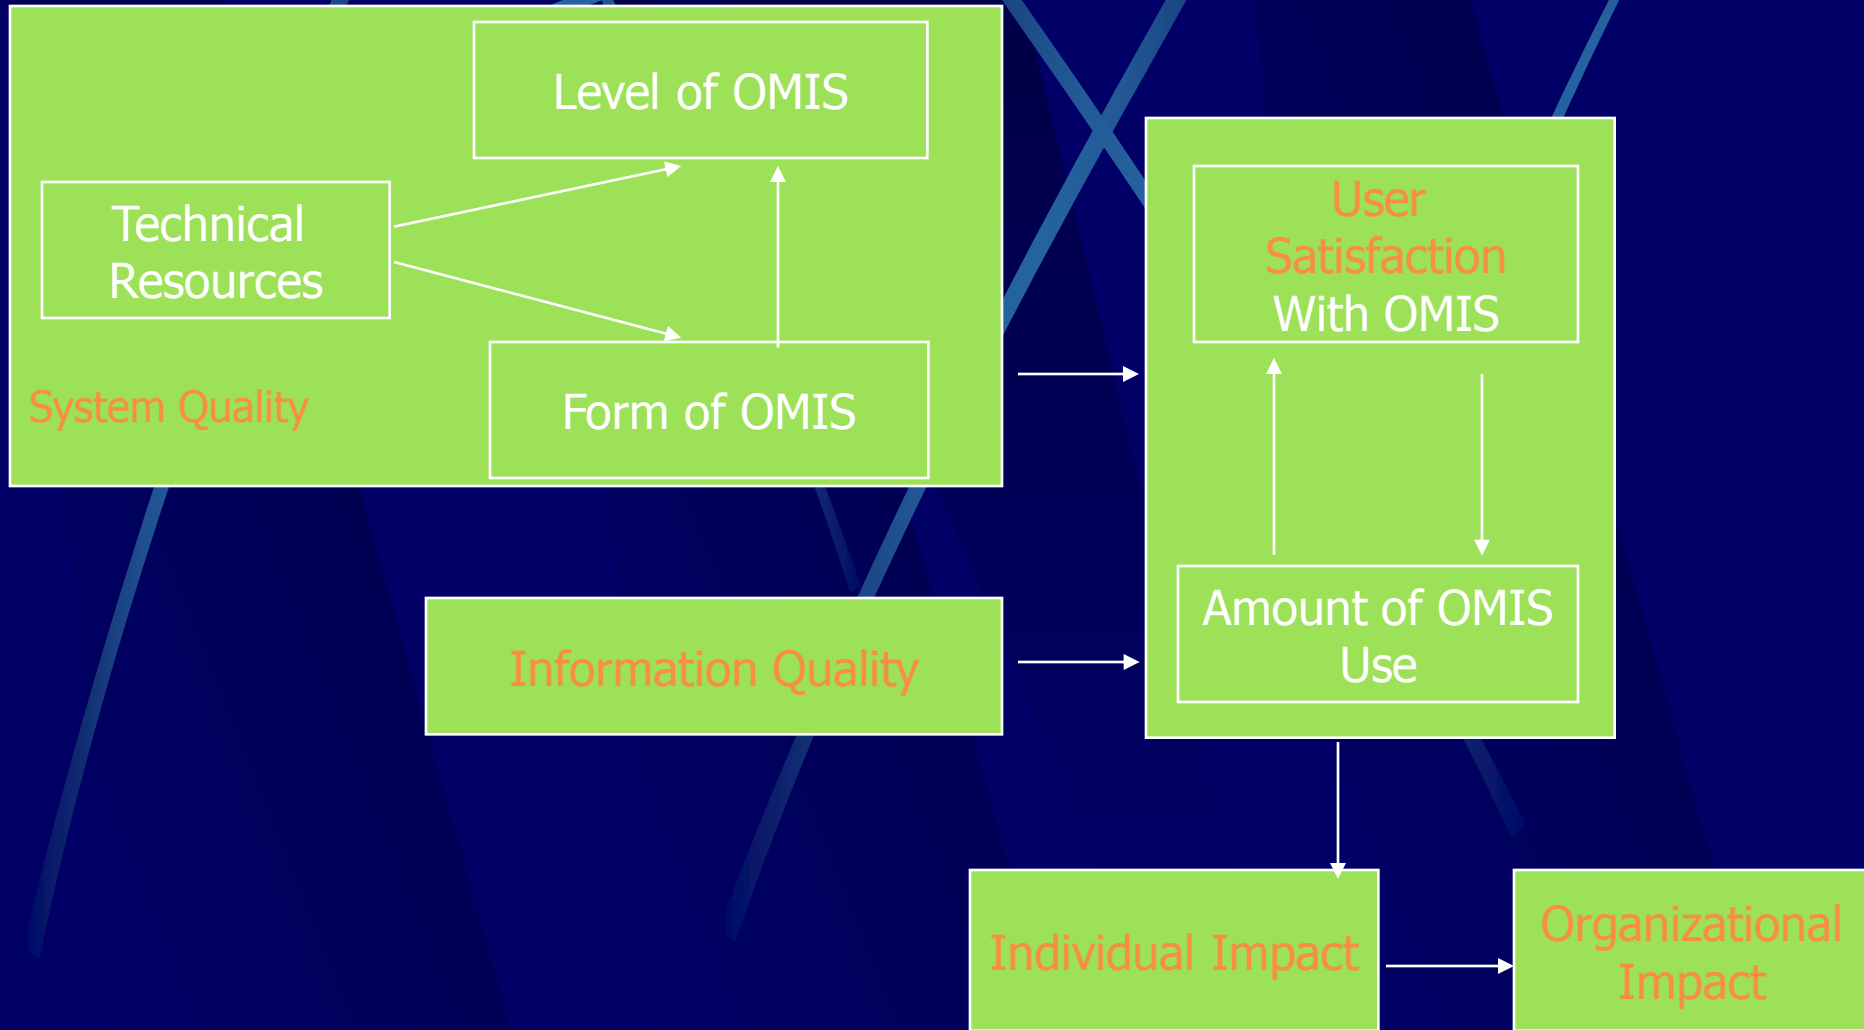 Level of OMIS
Technical
Resources
System Quality
Form of OMIS
User
Satisfaction
With OMIS
Information Quality
Amount of OMIS
Use
Individual Impact
Organizational
Impact